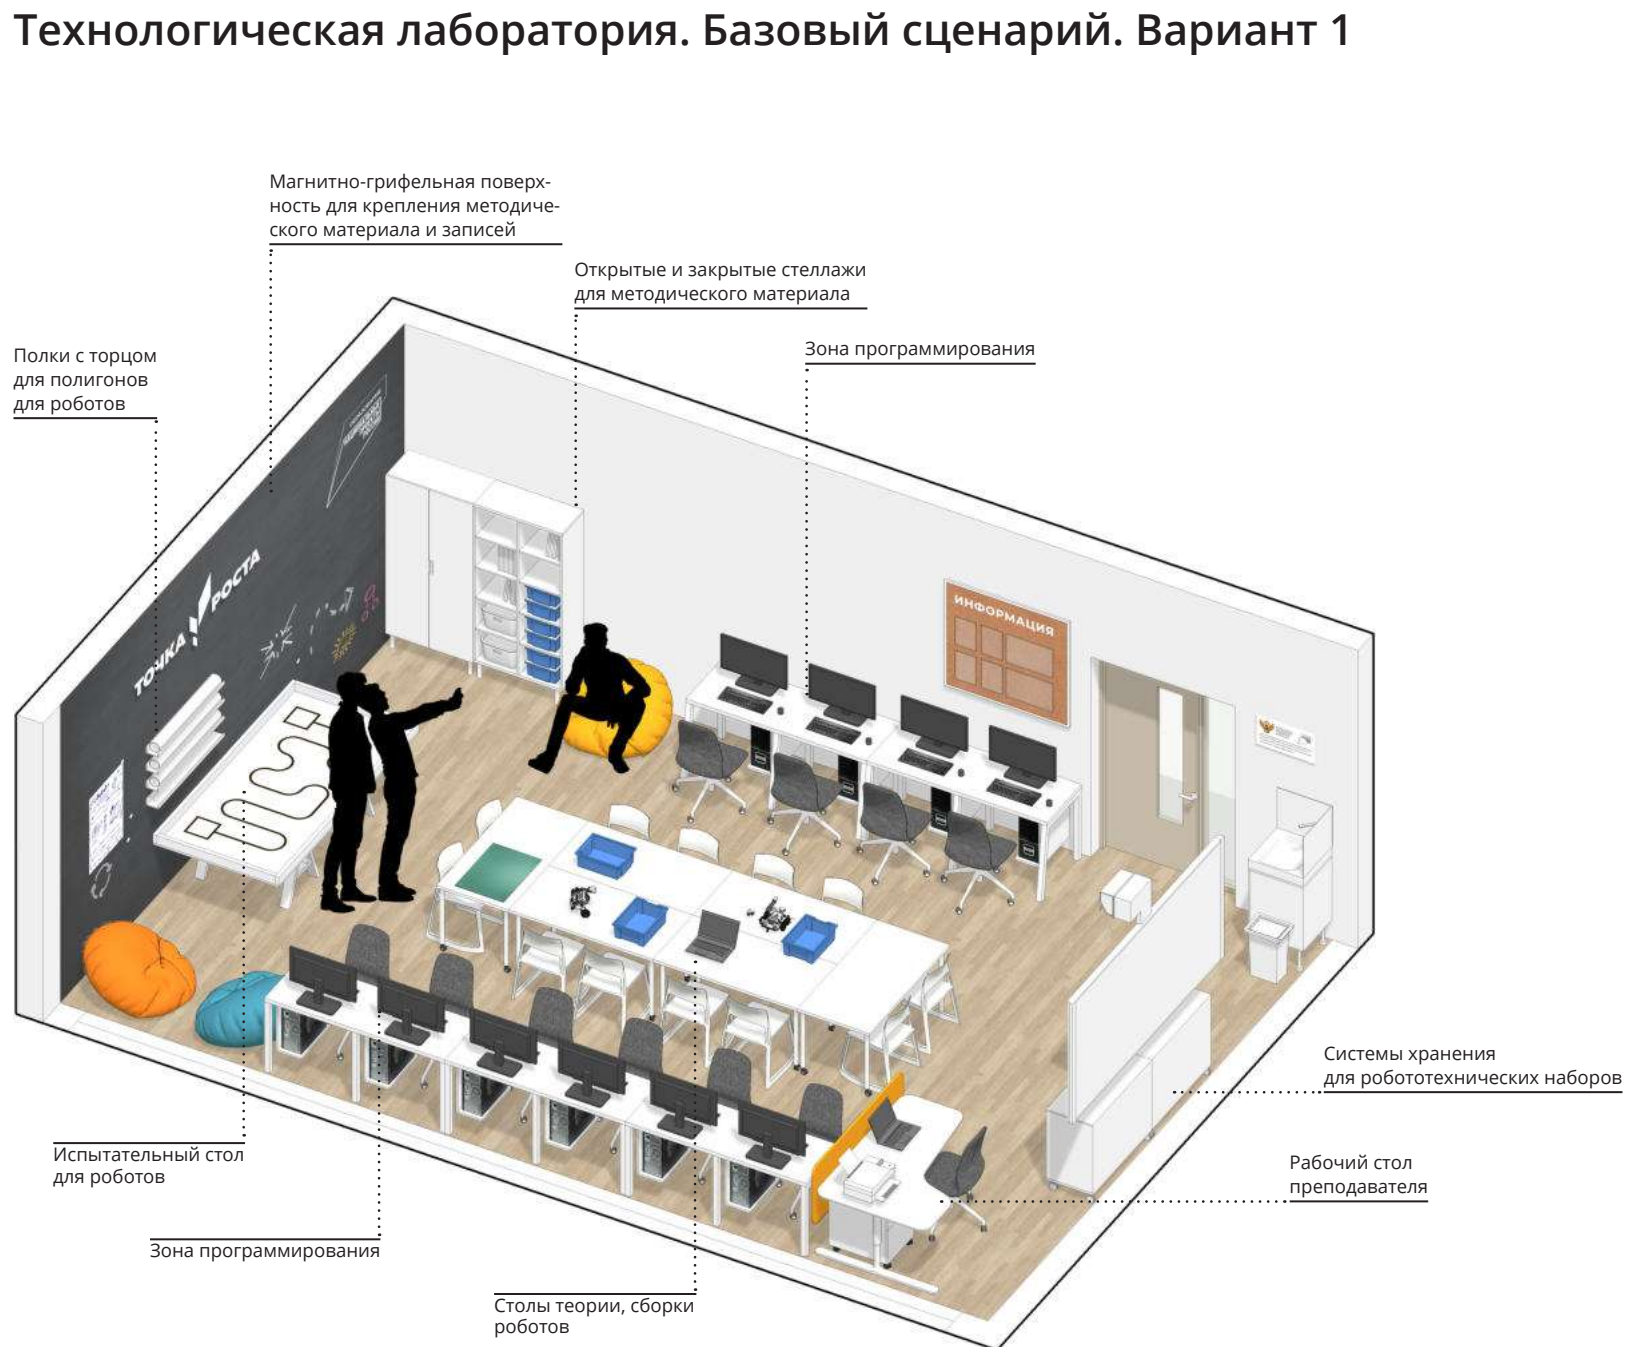 Технологическая лаборатория. Базовый сценарий. Вариант 1
Магнитно-грифельная поверх-
ность для крепления методиче-
ского материала и записей
Открытые и закрытые стеллажи
для методического материала
Зона программирования
Полки с торцом
для полигонов
для роботов
ТОЧКА РОСТА
ИНФОРМАЦИЯ
Системы хранения
для робототехнических наборов
Испытательный стол
для роботов
Рабочий стол
преподавателя
Зона программирования
Столы теории, сборки
роботов